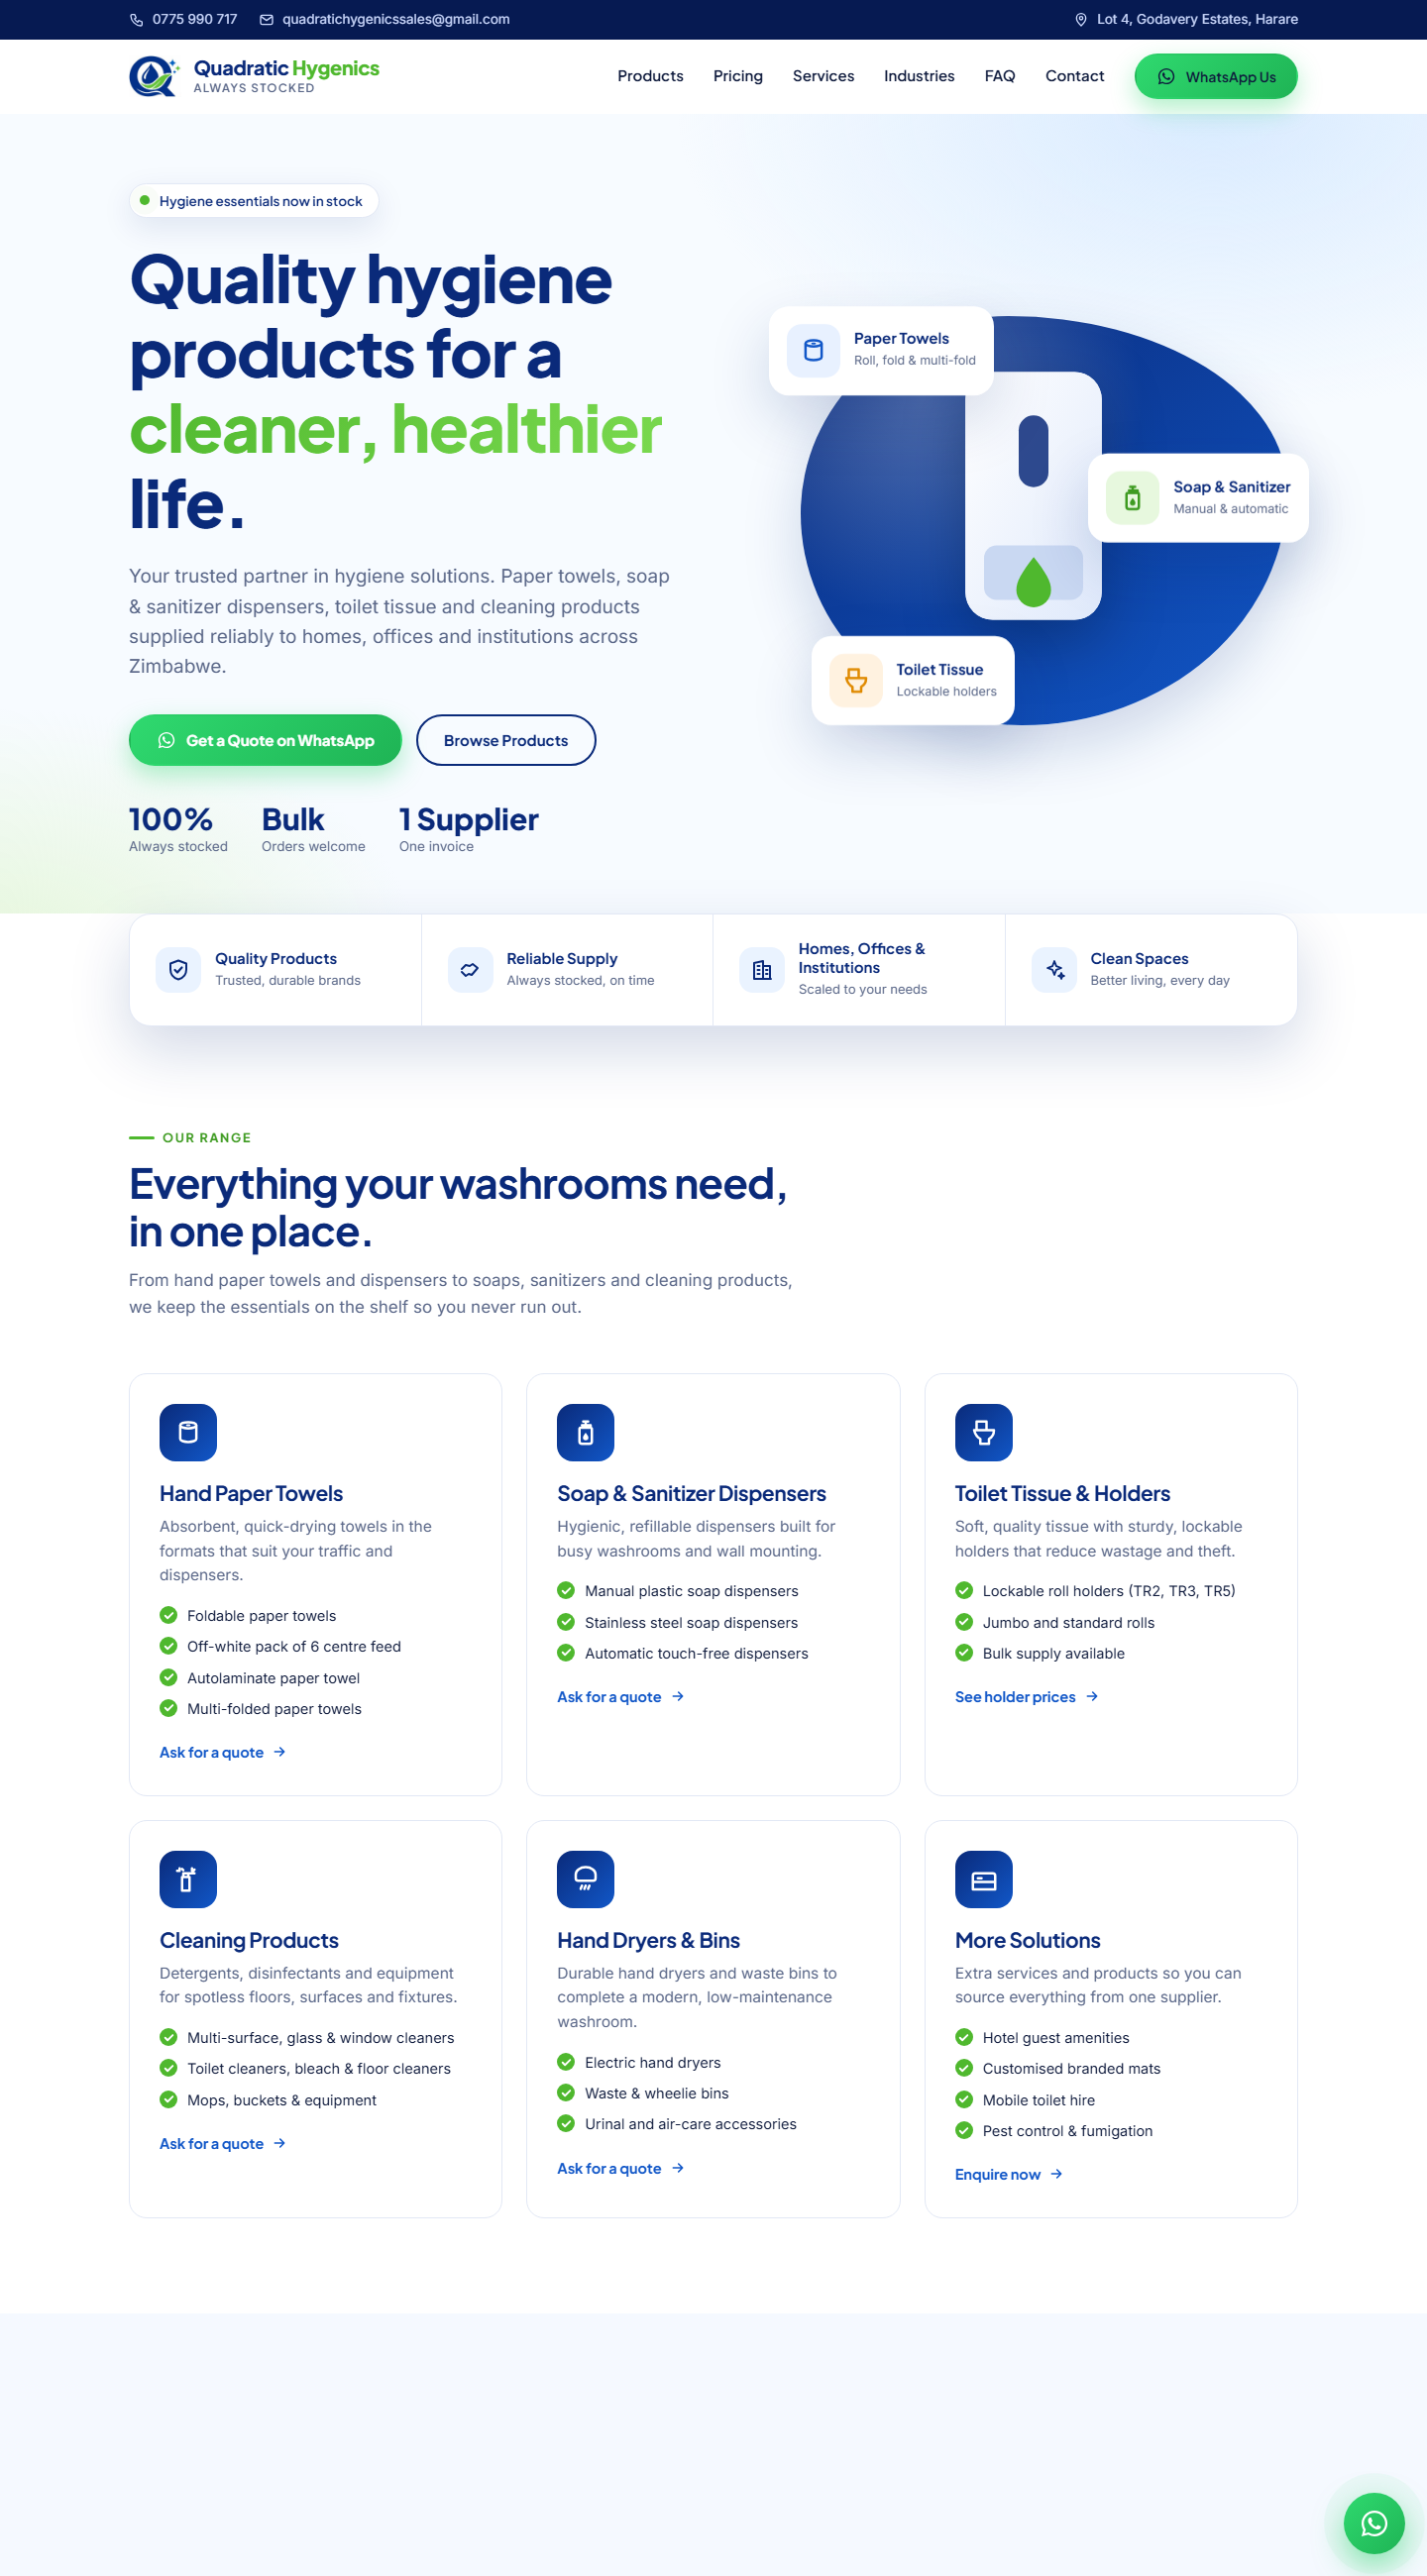 0775 990 717
quadratichygenicssales@gmail.com
Lot 4, Godavery Estates, Harare
Quadratic Hygenics
ALWAYS STOCKED
Products
Pricing
Services
Industries
FAQ
Contact
WhatsApp Us
Hygiene essentials now in stock
Quality hygiene
products for a
cleaner, healthier
life.
Your trusted partner in hygiene solutions. Paper towels, soap
& sanitizer dispensers, toilet tissue and cleaning products
supplied reliably to homes, offices and institutions across
Zimbabwe.
Get a Quote on WhatsApp
Browse Products
100%
Always stocked
Bulk
Orders welcome
1 Supplier
One invoice
Paper Towels
Roll, fold & multi-fold
Soap & Sanitizer
Manual & automatic
Toilet Tissue
Lockable holders
Quality Products
Trusted, durable brands
Reliable Supply
Always stocked, on time
Homes, Offices &
Institutions
Scaled to your needs
Clean Spaces
Better living, every day
OUR RANGE
Everything your washrooms need,
in one place.
From hand paper towels and dispensers to soaps, sanitizers and cleaning products,
we keep the essentials on the shelf so you never run out.
Hand Paper Towels
Absorbent, quick-drying towels in the
formats that suit your traffic and
dispensers.
Foldable paper towels
Off-white pack of 6 centre feed
Autolaminate paper towel
Multi-folded paper towels
Ask for a quote
Soap & Sanitizer Dispensers
Hygienic, refillable dispensers built for
busy washrooms and wall mounting.
Manual plastic soap dispensers
Stainless steel soap dispensers
Automatic touch-free dispensers
Ask for a quote
Toilet Tissue & Holders
Soft, quality tissue with sturdy, lockable
holders that reduce wastage and theft.
Lockable roll holders (TR2, TR3, TR5)
Jumbo and standard rolls
Bulk supply available
See holder prices
Cleaning Products
Detergents, disinfectants and equipment
for spotless floors, surfaces and fixtures.
Multi-surface, glass & window cleaners
Toilet cleaners, bleach & floor cleaners
Mops, buckets & equipment
Ask for a quote
Hand Dryers & Bins
Durable hand dryers and waste bins to
complete a modern, low-maintenance
washroom.
Electric hand dryers
Waste & wheelie bins
Urinal and air-care accessories
Ask for a quote
More Solutions
Extra services and products so you can
source everything from one supplier.
Hotel guest amenities
Customised branded mats
Mobile toilet hire
Pest control & fumigation
Enquire now